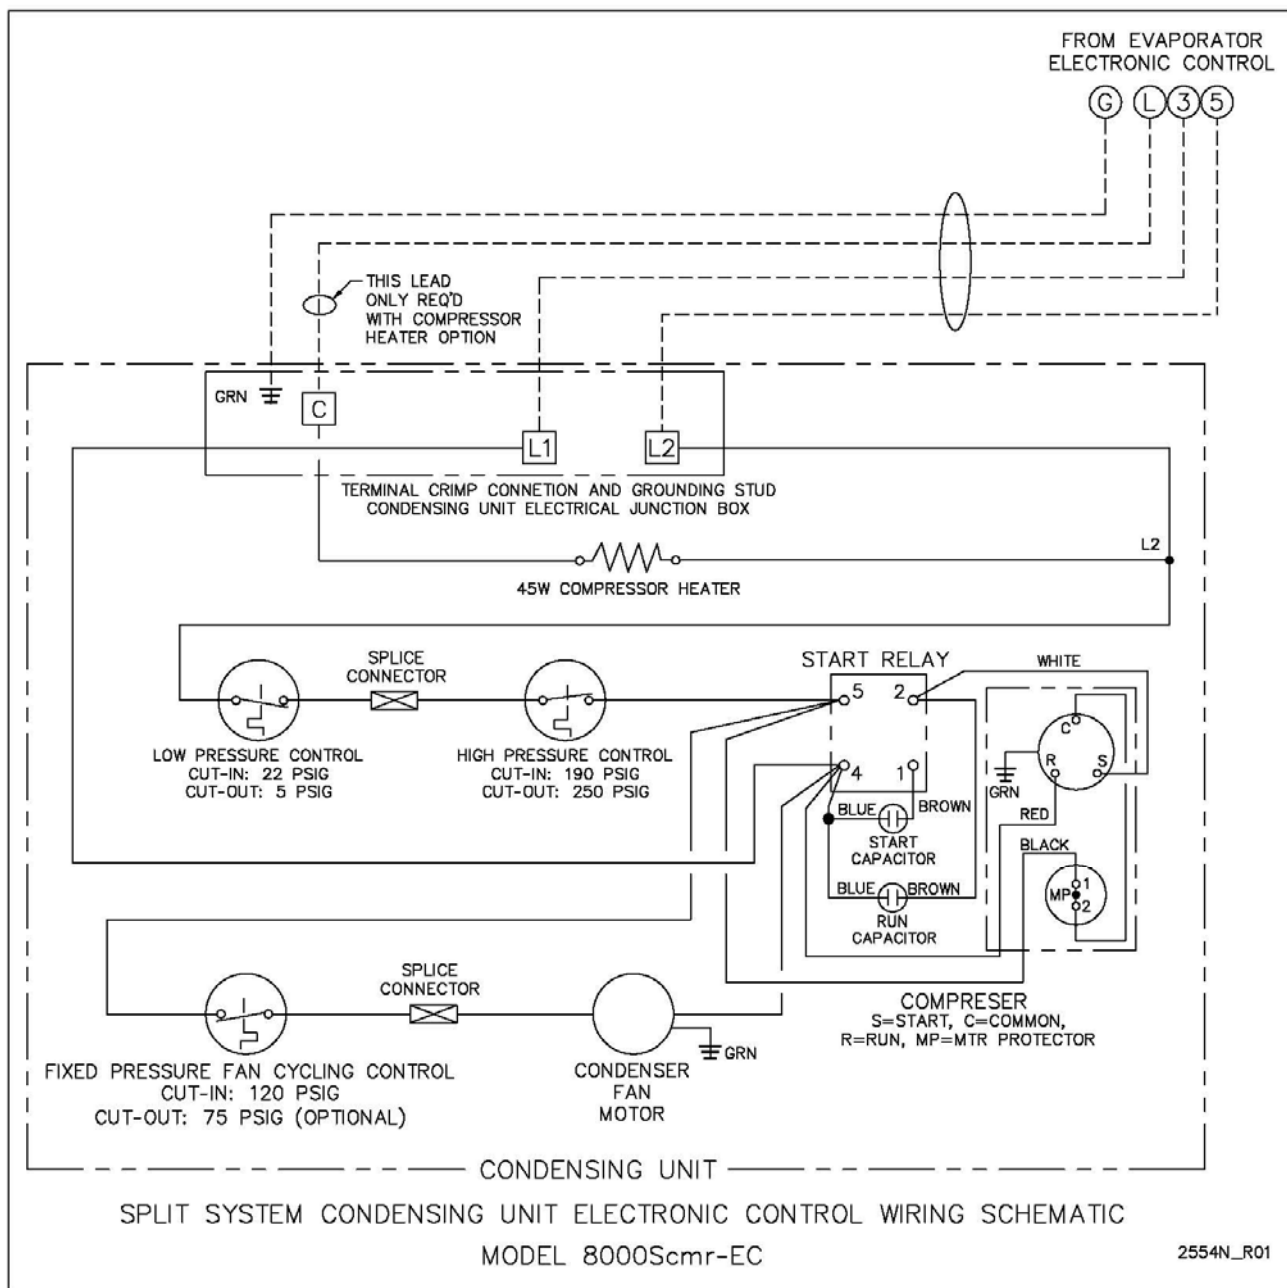 FROM EVAPORATOR
ELECTRONIC CONTROL
G L 3 5
THIS LEAD
ONLY REQ'D
WITH COMPRESSOR
HEATER OPTION
GRN
C
L1
L2
TERMINAL CRIMP CONNETION AND GROUNDING STUD
CONDENSING UNIT ELECTRICAL JUNCTION BOX
L2
45W COMPRESSOR HEATER
SPLICE
CONNECTOR
LOW PRESSURE CONTROL
CUT-IN: 22 PSIG
CUT-OUT: 5 PSIG
HIGH PRESSURE CONTROL
CUT-IN: 190 PSIG
CUT-OUT: 250 PSIG
START RELAY
5 2
4 1
WHITE
C
R S
GRN
RED
BLUE BROWN
START
CAPACITOR
BLACK
1
MP
2
BLUE BROWN
RUN
CAPACITOR
COMPRESER
S=START, C=COMMON,
R=RUN, MP=MTR PROTECTOR
SPLICE
CONNECTOR
GRN
FIXED PRESSURE FAN CYCLING CONTROL
CUT-IN: 120 PSIG
CUT-OUT: 75 PSIG (OPTIONAL)
CONDENSER
FAN
MOTOR
CONDENSING UNIT
SPLIT SYSTEM CONDENSING UNIT ELECTRONIC CONTROL WIRING SCHEMATIC
MODEL 8000Scmr-EC
2554N_R01